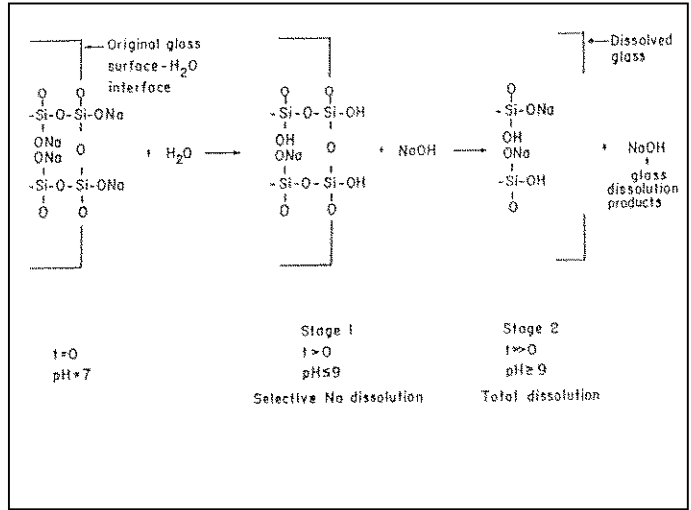 Original glass
surface-H2O
interface
Dissolved
glass
O O
-Si-O-Si-ONa
O
ONa
ONa O
-Si-O-Si-ONa
O O
+ H2O →
O O
-Si-O-Si-OH
O
OH
ONa O
-Si-O-Si-OH
O O
+ NaOH →
O
-Si-ONa
O
OH
ONa
-Si-OH
O
+ NaOH
+
glass
dissolution
products
t=0
pH=7
Stage 1
t>0
pH≤9
Selective Na dissolution
Stage 2
t>>0
pH≥9
Total dissolution